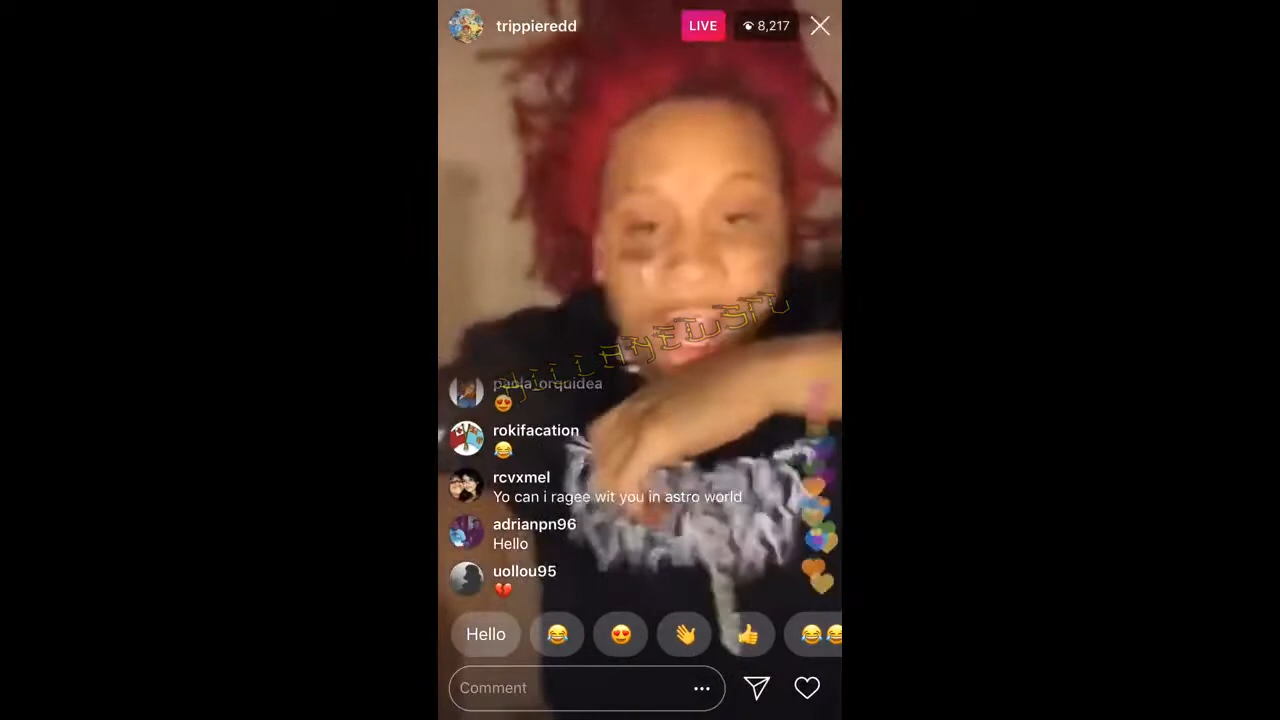 trippieredd
LIVE
8,217
HILLANEWSTV
paola_orquidea
😍
rokifacation
😂
rcvxmel
Yo can i ragee wit you in astro world
adrianpn96
Hello
uollou95
💔
Hello 😂 😍 👋 👍 😂😂
Comment